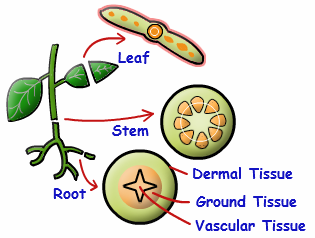 Leaf
Stem
Root
Dermal Tissue
Ground Tissue
Vascular Tissue